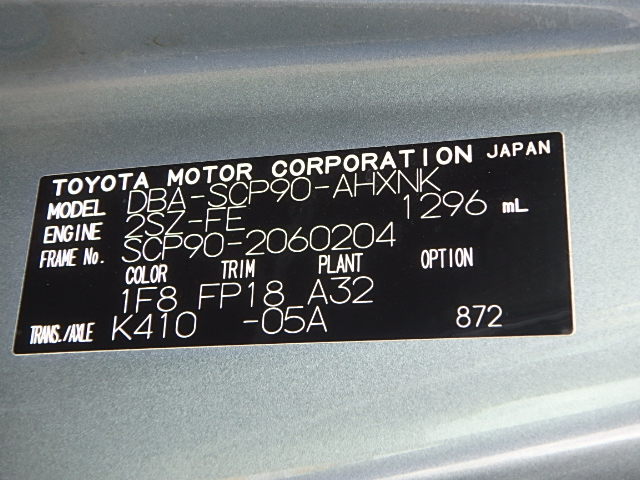 TOYOTA MOTOR CORPORATION JAPAN
MODEL DBA-SCP90-AHXNK
ENGINE 2SZ-FE 1296 mL
FRAME No. SCP90-2060204
COLOR TRIM PLANT OPTION
1F8 FP18 A32
TRANS./AXLE K410 -05A 872